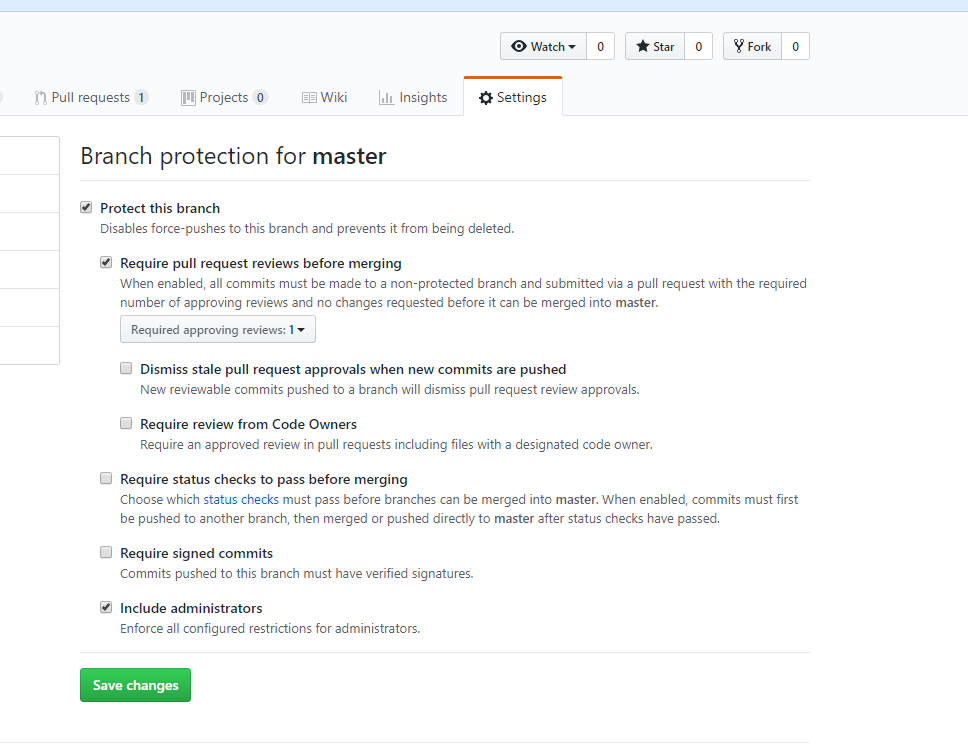 Watch 0 Star 0 Fork 0
Pull requests 1 Projects 0 Wiki Insights Settings
Branch protection for master
Protect this branch
Disables force-pushes to this branch and prevents it from being deleted.
Require pull request reviews before merging
When enabled, all commits must be made to a non-protected branch and submitted via a pull request with the required
number of approving reviews and no changes requested before it can be merged into master.
Required approving reviews: 1
Dismiss stale pull request approvals when new commits are pushed
New reviewable commits pushed to a branch will dismiss pull request review approvals.
Require review from Code Owners
Require an approved review in pull requests including files with a designated code owner.
Require status checks to pass before merging
Choose which status checks must pass before branches can be merged into master. When enabled, commits must first
be pushed to another branch, then merged or pushed directly to master after status checks have passed.
Require signed commits
Commits pushed to this branch must have verified signatures.
Include administrators
Enforce all configured restrictions for administrators.
Save changes